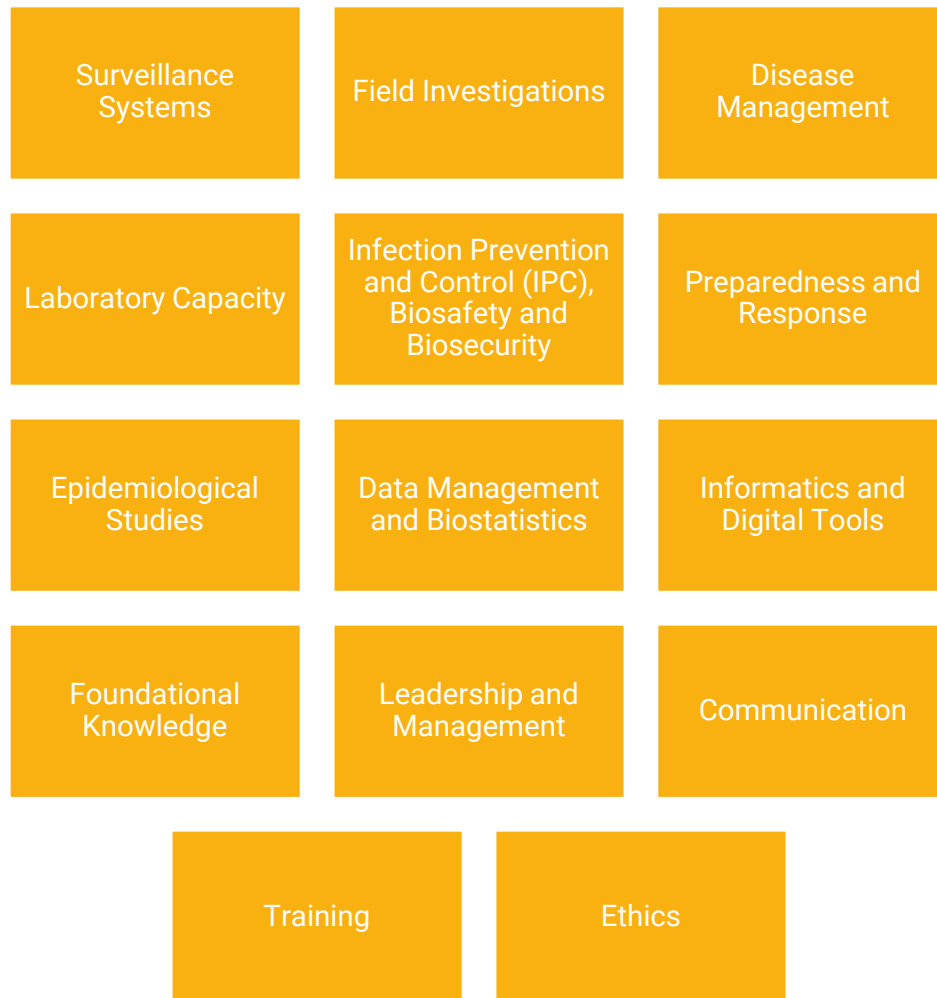 Surveillance
Systems
Field Investigations
Disease
Management
Laboratory Capacity
Infection Prevention
and Control (IPC),
Biosafety and
Biosecurity
Preparedness and
Response
Epidemiological
Studies
Data Management
and Biostatistics
Informatics and
Digital Tools
Foundational
Knowledge
Leadership and
Management
Communication
Training
Ethics